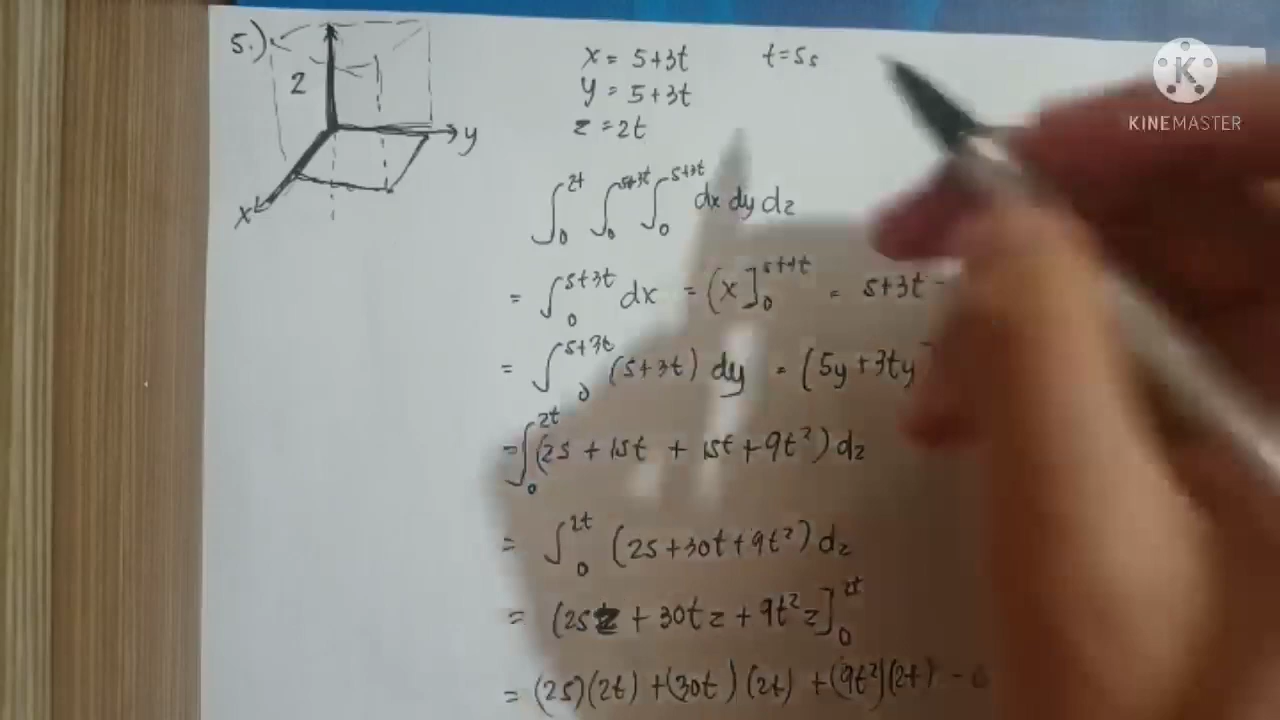 5.)
2
y
x
x = 5+3t t=5s
y = 5+3t
z = 2t
∫₀^2t ∫₀^5+3t ∫₀^5+3t dx dy dz
= ∫₀^5+3t dx = (x]₀ = 5+3t -
= ∫₀^5+3t (5+3t) dy = (5y+3ty
= ∫₀^2t (25 + 15t + 15t + 9t²) dz
= ∫₀^2t (25+30t+9t²) dz
= (25z + 30tz + 9t²z]₀^2t
= (25)(2t) + (30t)(2t) + (9t²)(2t) - 0
K
KINEMASTER